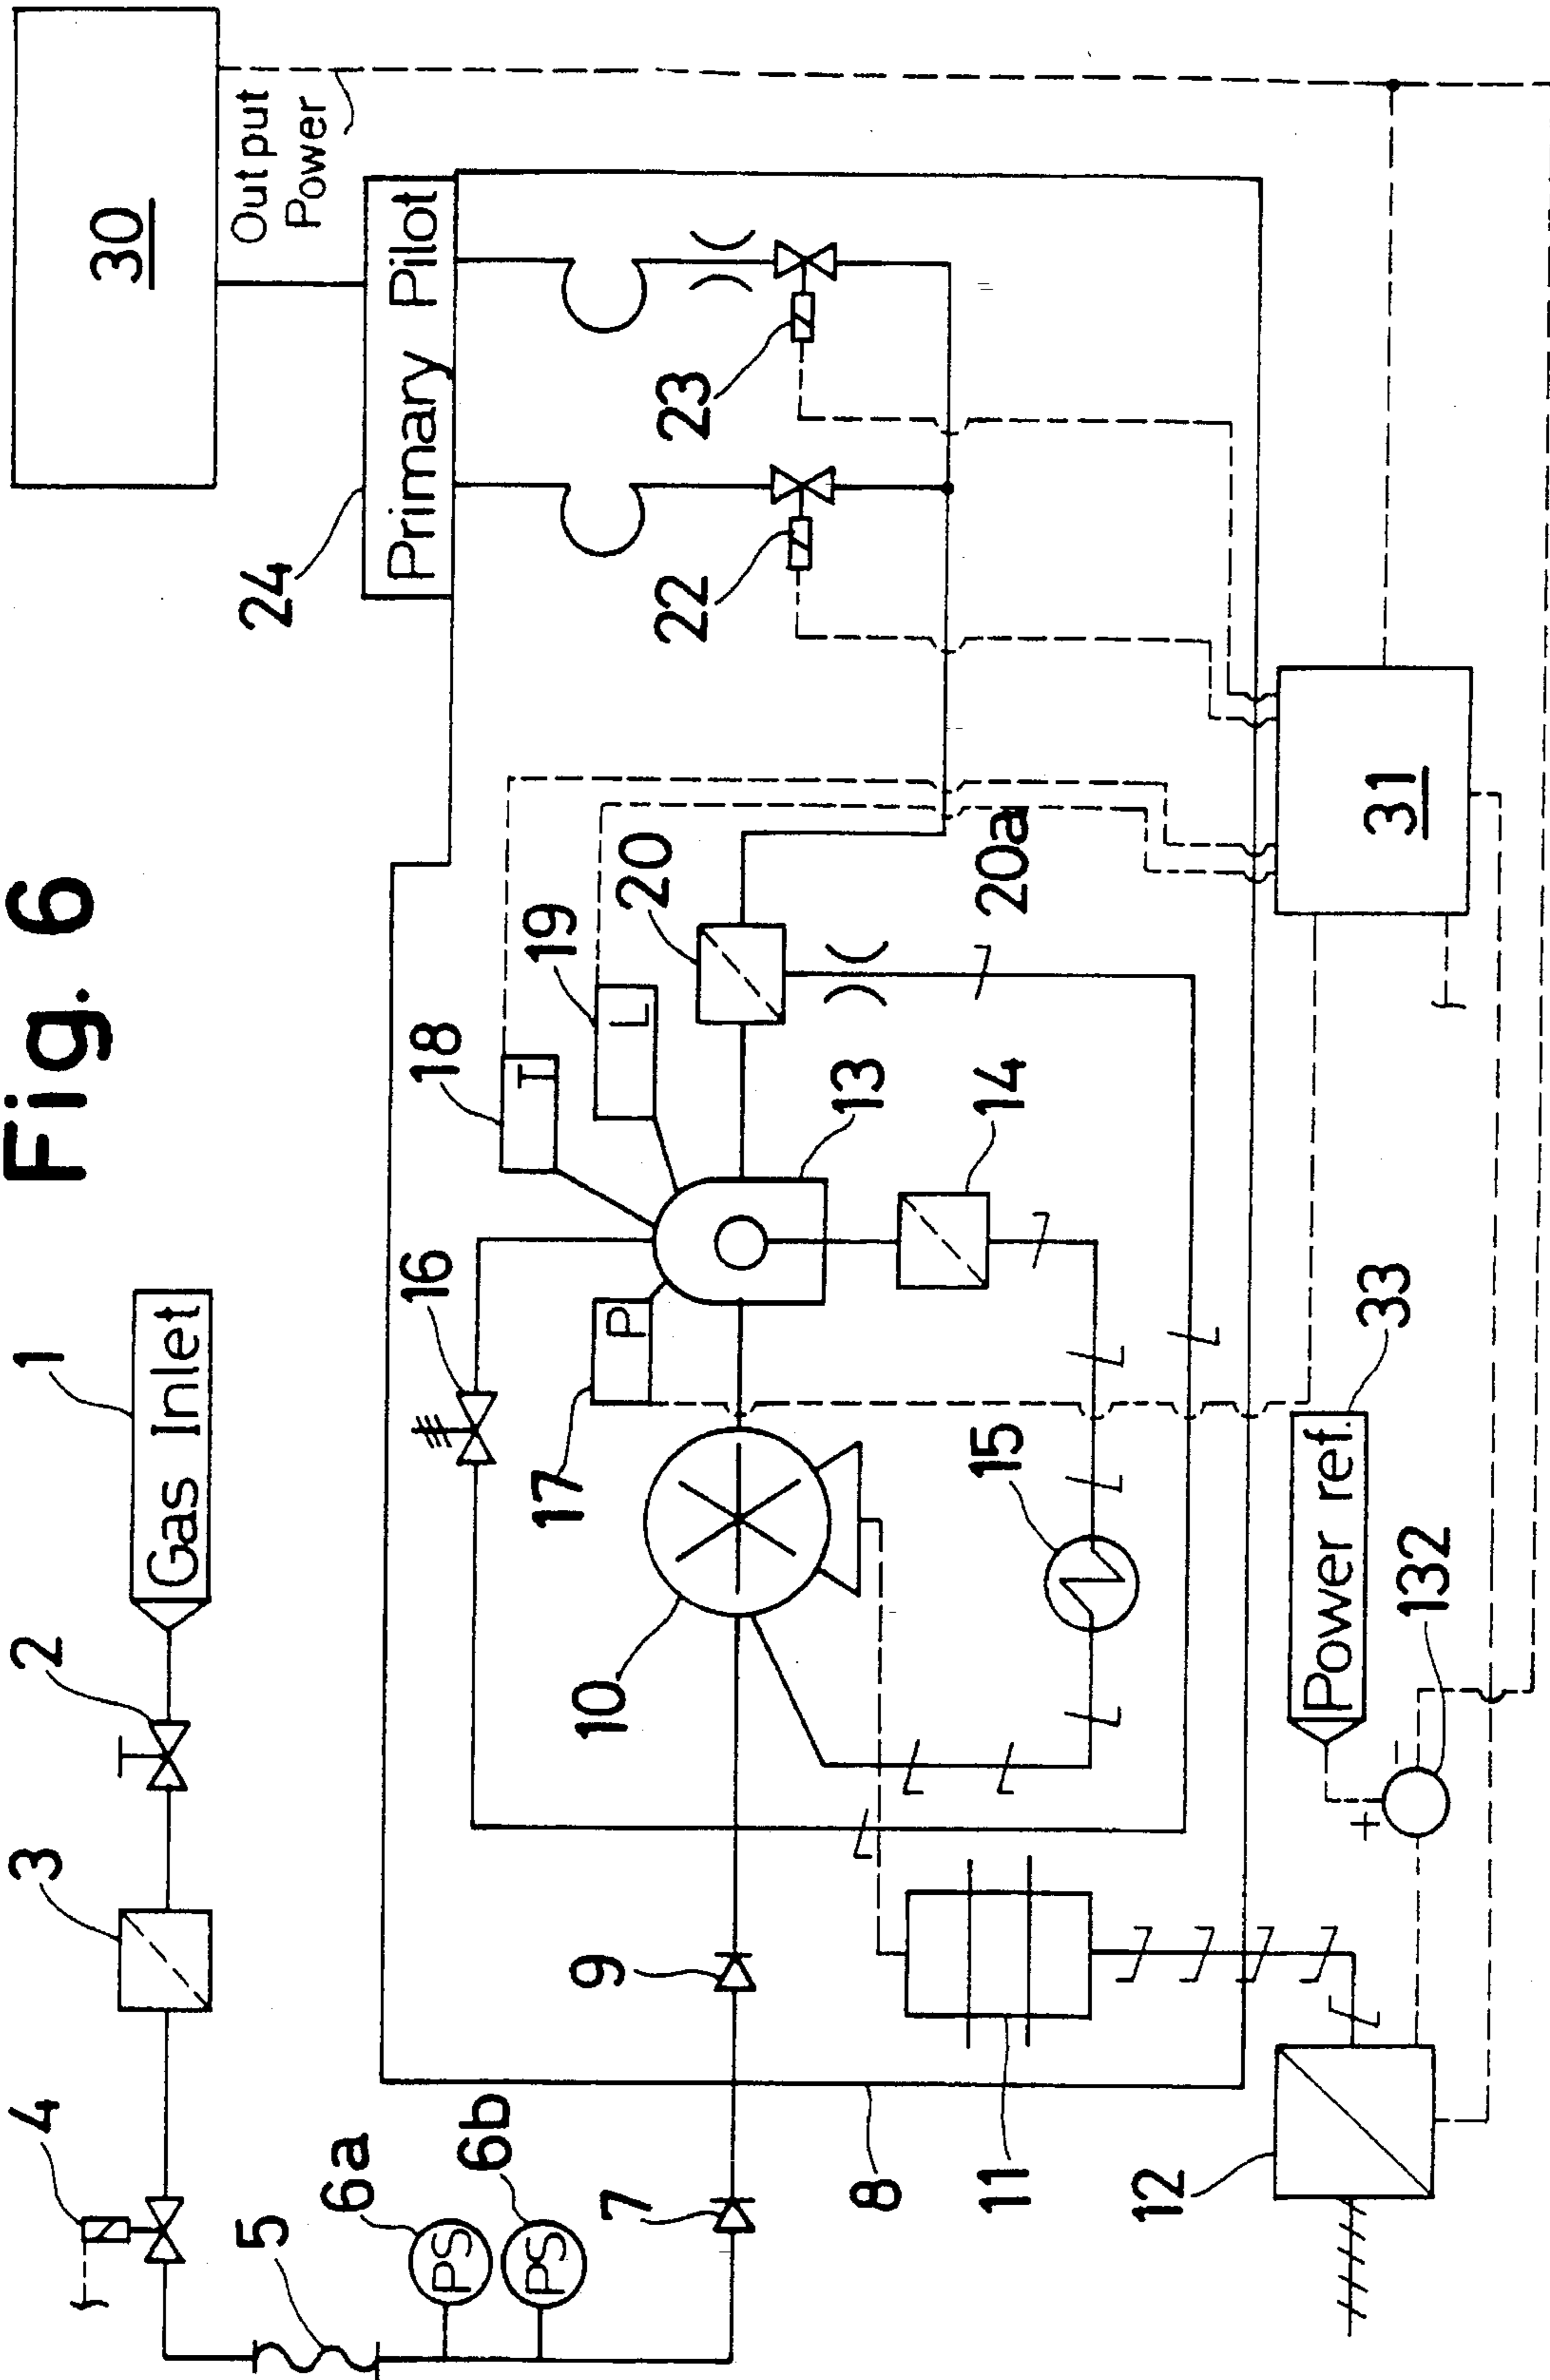 Fig. 6
1
Gas Inlet
2
3
4
5
6a
PS
6b
PS
7
8
9
10
11
12
13
14
15
16
17
P
18
T
19
L
20
20a
22
23
24
Primary Pilot
30
Output
Power
31
33
Power ref.
132
+
−